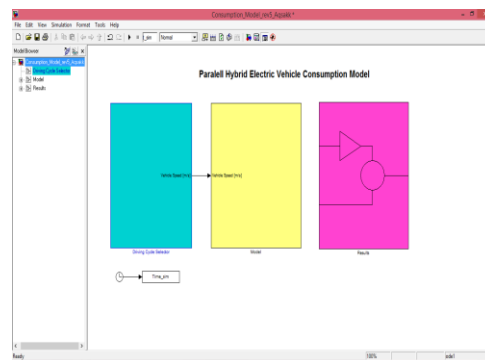 Consumption_Model_rev5_Aqua4k *
File Edit View Simulation Format Tools Help
Normal
Model Browser
Driving Cycle Selector
Model
Results
Paralell Hybrid Electric Vehicle Consumption Model
Vehicle Speed [m/s]
Vehicle Speed [m/s]
Driving Cycle Selector
Model
Results
Time_sim
Ready
100%